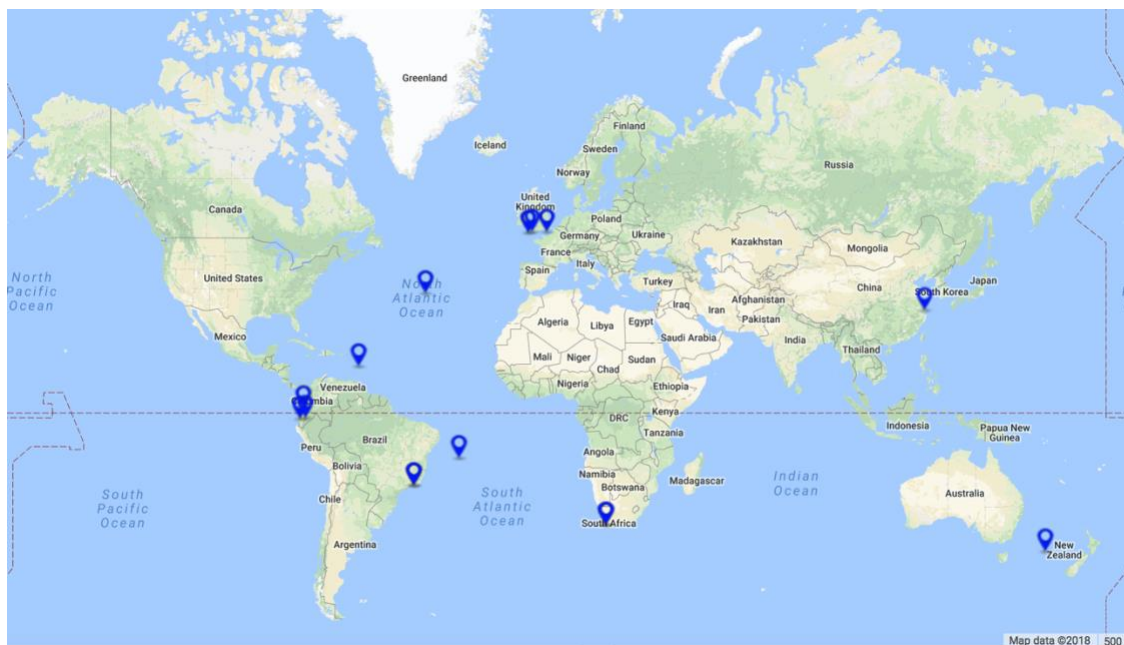 Greenland
Iceland
Finland
Sweden
Norway
Russia
United
Kingdom
Canada
Poland
Germany
Ukraine
Kazakhstan
Mongolia
France
Italy
Spain
North
Pacific
Ocean
United States
North
Atlantic
Ocean
Turkey
China
South Korea
Japan
Iraq
Iran
Afghanistan
Pakistan
Mexico
Algeria
Libya
Egypt
Saudi Arabia
India
Thailand
Mali
Niger
Chad
Sudan
Venezuela
Nigeria
Ethiopia
DRC
Kenya
Tanzania
Indonesia
Papua New
Guinea
Peru
Brazil
Bolivia
Angola
Namibia
Botswana
Madagascar
South
Pacific
Ocean
Chile
South
Atlantic
Ocean
Indian
Ocean
Australia
South Africa
Argentina
New
Zealand
Map data ©2018
500